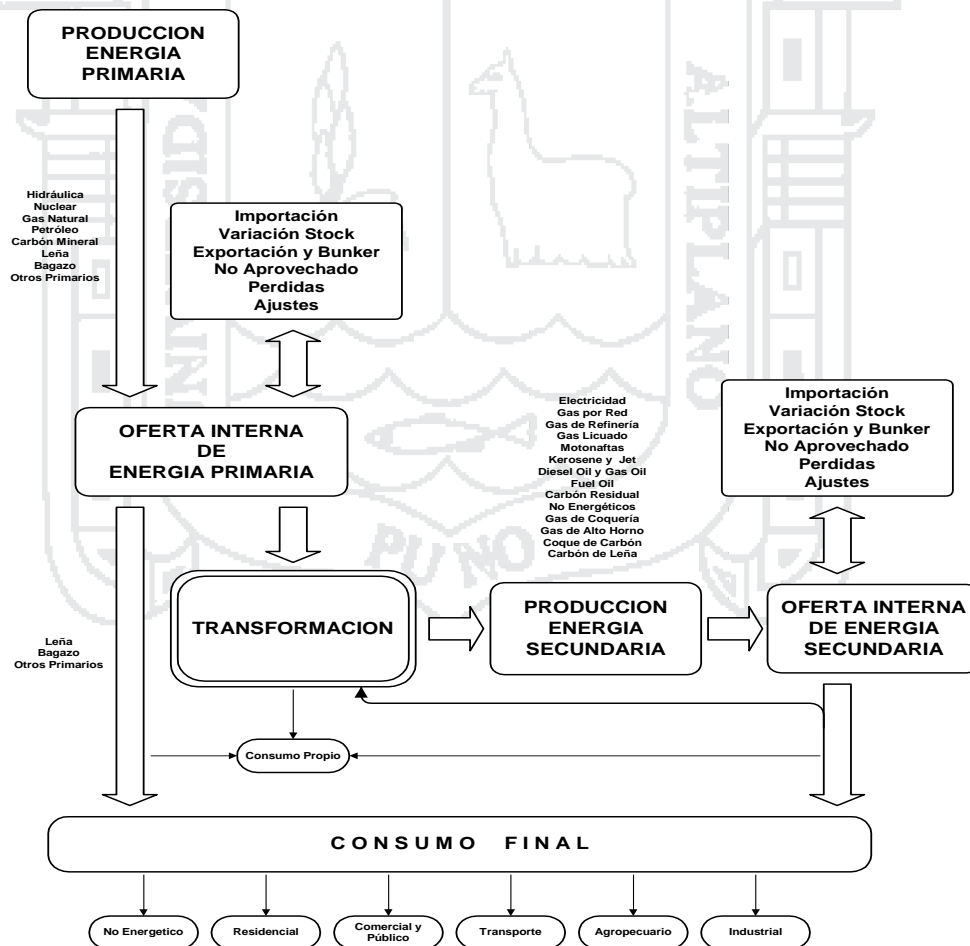 PRODUCCION
ENERGIA
PRIMARIA
Hidráulica
Nuclear
Gas Natural
Petróleo
Carbón Mineral
Leña
Bagazo
Otros Primarios
Importación
Variación Stock
Exportación y Bunker
No Aprovechado
Perdidas
Ajustes
OFERTA INTERNA
DE
ENERGIA PRIMARIA
Electricidad
Gas por Red
Gas de Refinería
Gas Licuado
Motonaftas
Kerosene y Jet
Diesel Oil y Gas Oil
Fuel Oil
Carbón Residual
No Energéticos
Gas de Coquería
Gas de Alto Horno
Coque de Carbón
Carbón de Leña
Importación
Variación Stock
Exportación y Bunker
No Aprovechado
Perdidas
Ajustes
TRANSFORMACION
PRODUCCION
ENERGIA
SECUNDARIA
OFERTA INTERNA
DE ENERGIA
SECUNDARIA
Leña
Bagazo
Otros Primarios
Consumo Propio
CONSUMO FINAL
No Energetico
Residencial
Comercial y
Público
Transporte
Agropecuario
Industrial
ALTIPLANO
PUNO